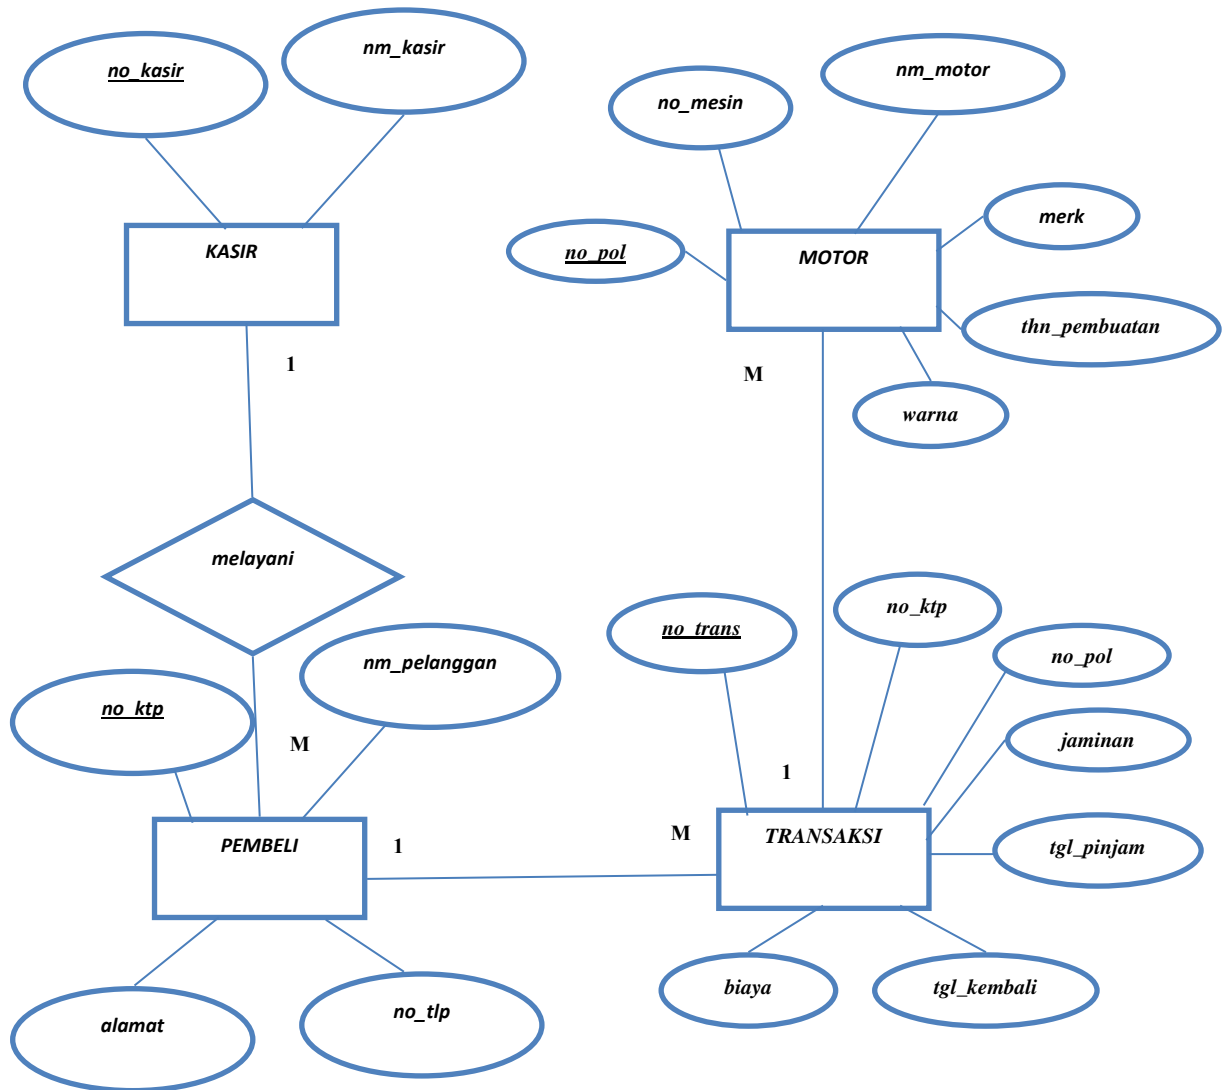 no_kasir
nm_kasir
no_mesin
nm_motor
merk
no_pol
KASIR
MOTOR
thn_pembuatan
1
M
warna
melayani
no_trans
no_ktp
no_pol
nm_pelanggan
no_ktp
M
jaminan
1
PEMBELI
1
M
TRANSAKSI
tgl_pinjam
alamat
no_tlp
biaya
tgl_kembali